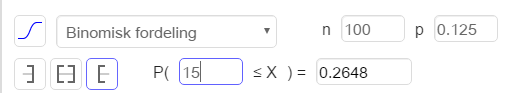 Binomisk fordeling n 100 p 0.125
P( 15 ≤ X ) = 0.2648